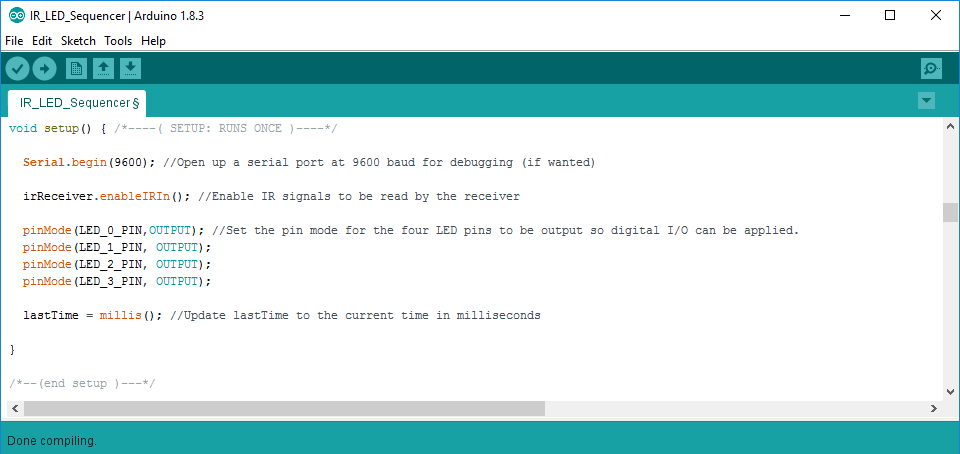 IR_LED_Sequencer | Arduino 1.8.3
File Edit Sketch Tools Help
IR_LED_Sequencer §
void setup() { /*----( SETUP: RUNS ONCE )----*/
Serial.begin(9600); //Open up a serial port at 9600 baud for debugging (if wanted)
irReceiver.enableIRIn(); //Enable IR signals to be read by the receiver
pinMode(LED_0_PIN,OUTPUT); //Set the pin mode for the four LED pins to be output so digital I/O can be applied.
pinMode(LED_1_PIN, OUTPUT);
pinMode(LED_2_PIN, OUTPUT);
pinMode(LED_3_PIN, OUTPUT);
lastTime = millis(); //Update lastTime to the current time in milliseconds
}
/*--(end setup )---*/
Done compiling.